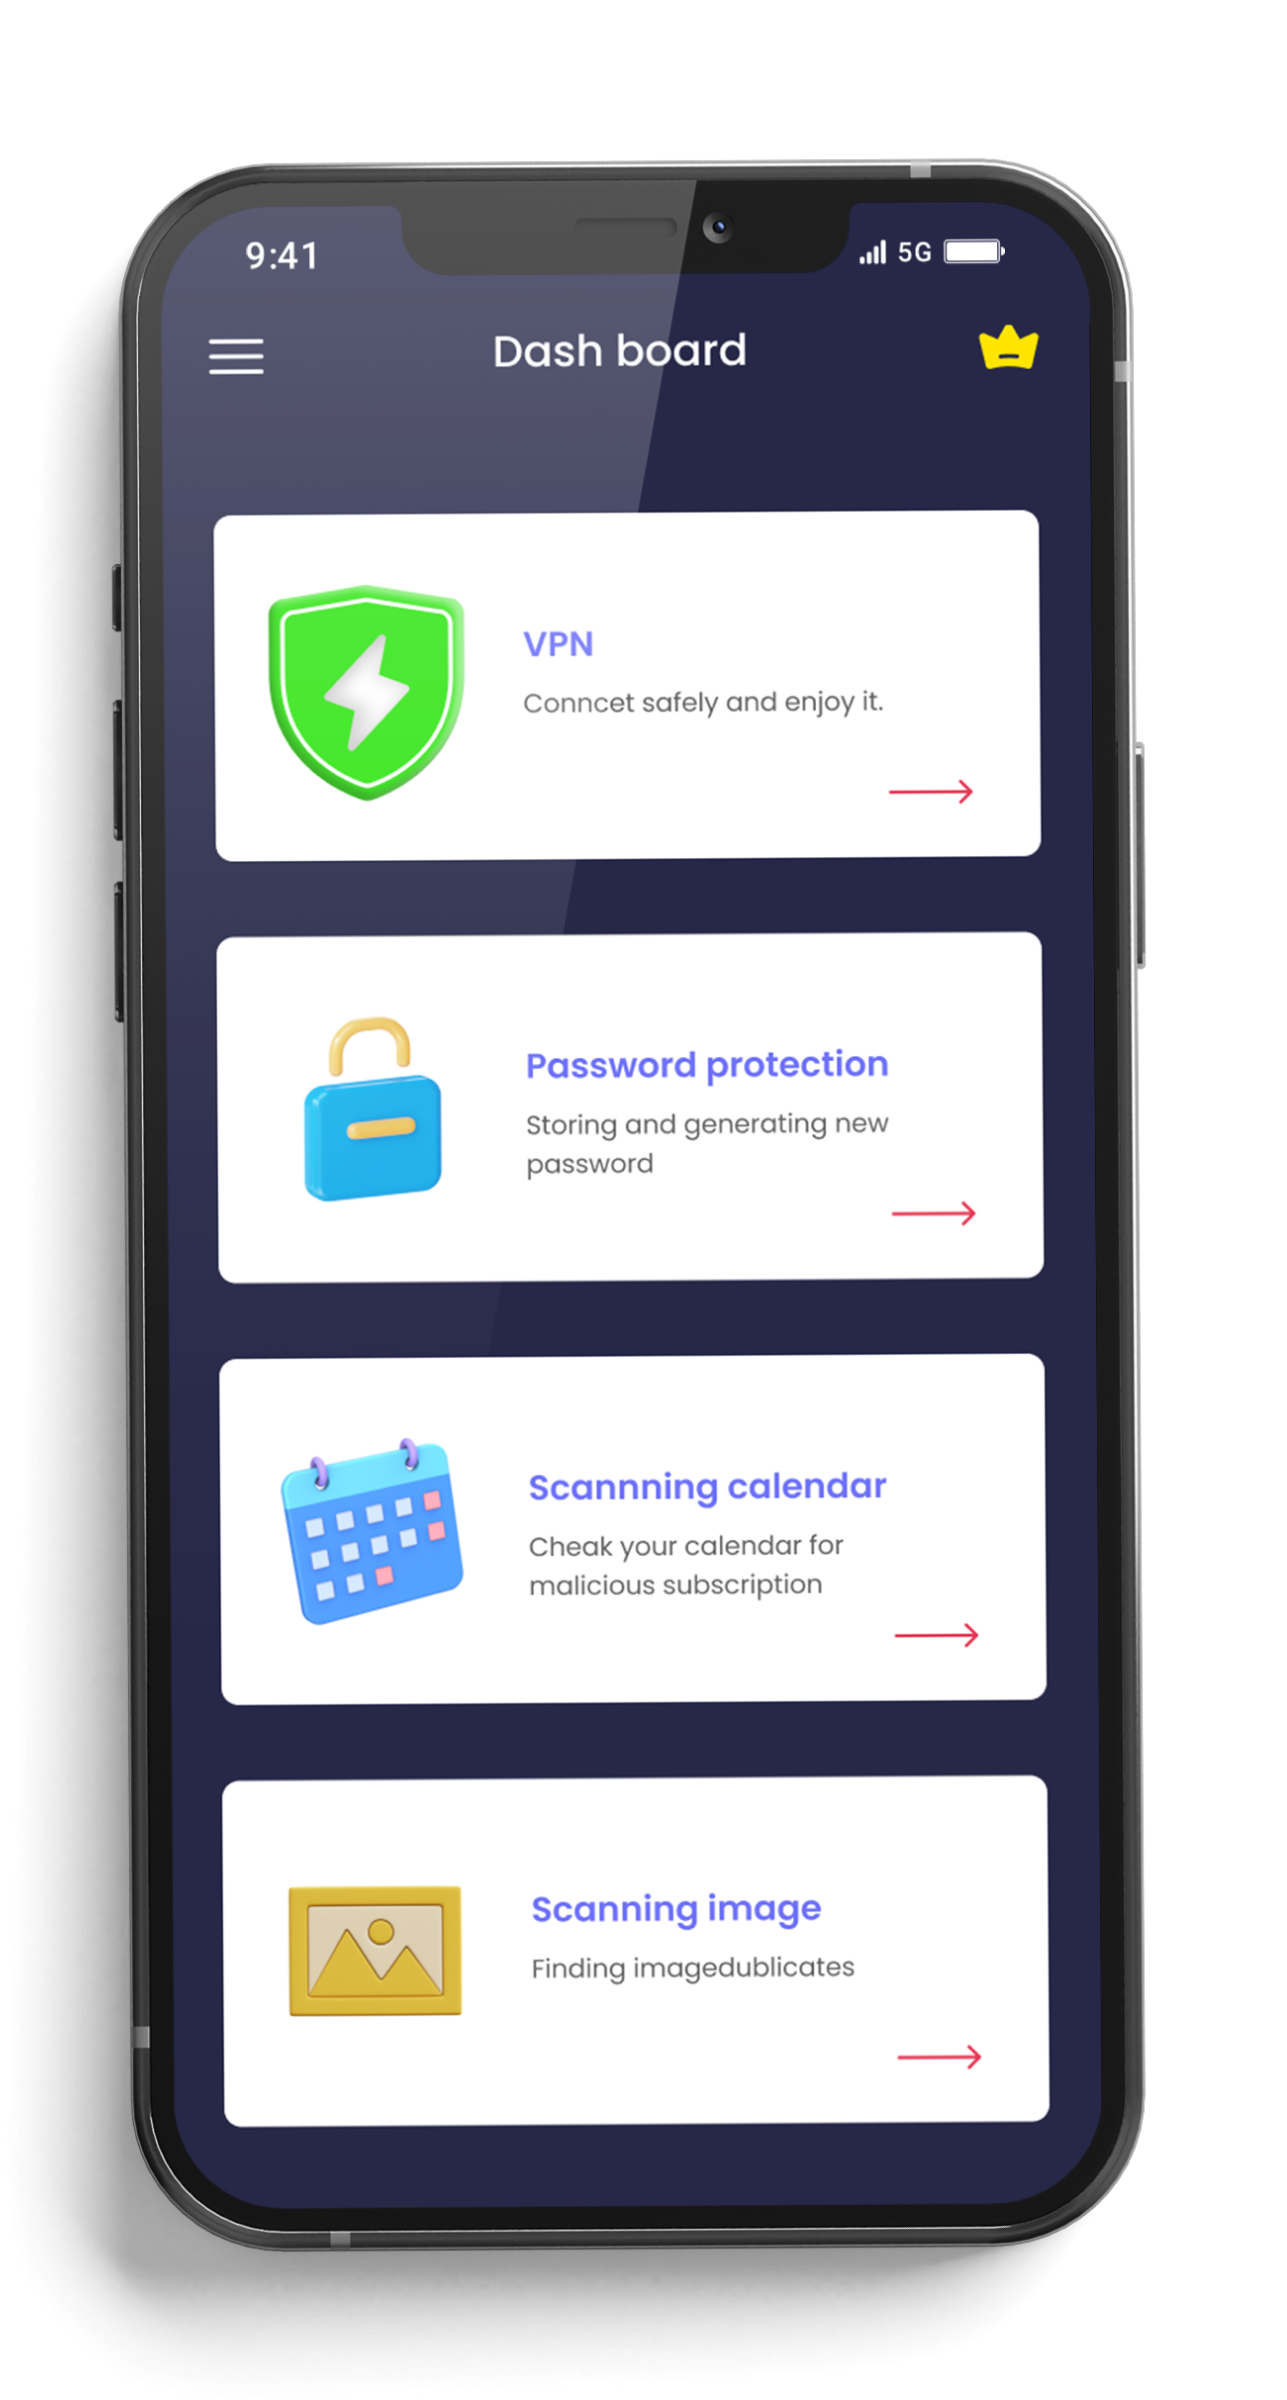 9:41
5G
Dash board
VPN
Conncet safely and enjoy it.
Password protection
Storing and generating new
password
Scannning calendar
Cheak your calendar for
malicious subscription
Scanning image
Finding imagedublicates